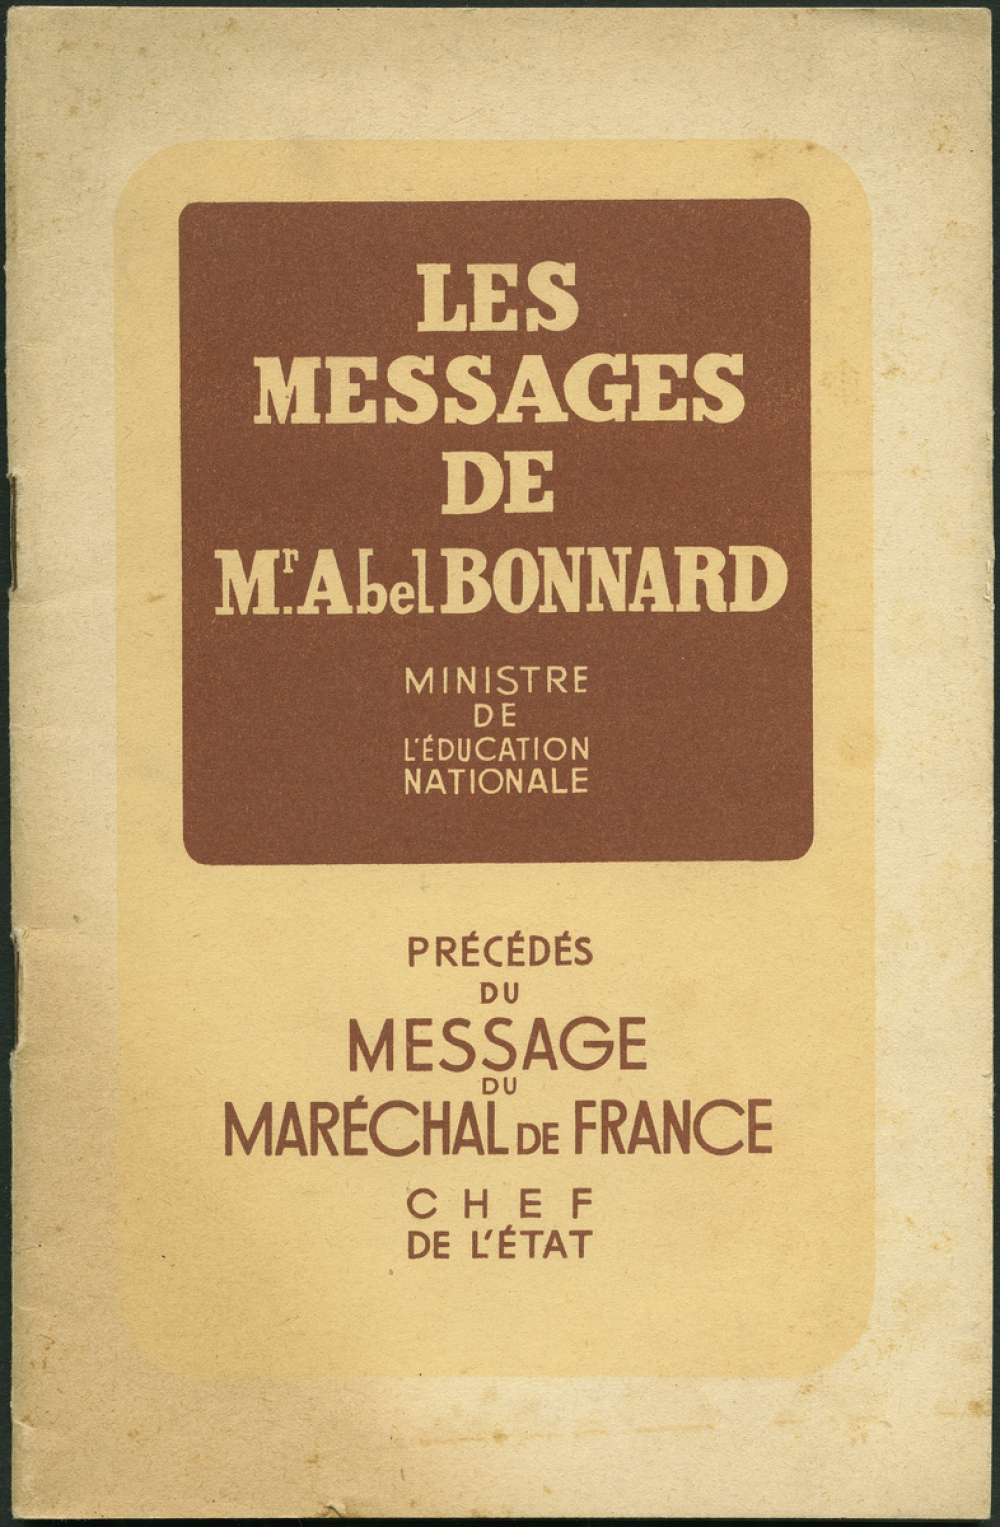 LES
MESSAGES
DE
Mr. Abel BONNARD
MINISTRE
DE
L'ÉDUCATION
NATIONALE
PRÉCÉDÉS
DU
MESSAGE
DU
MARÉCHAL DE FRANCE
CHEF
DE L'ÉTAT